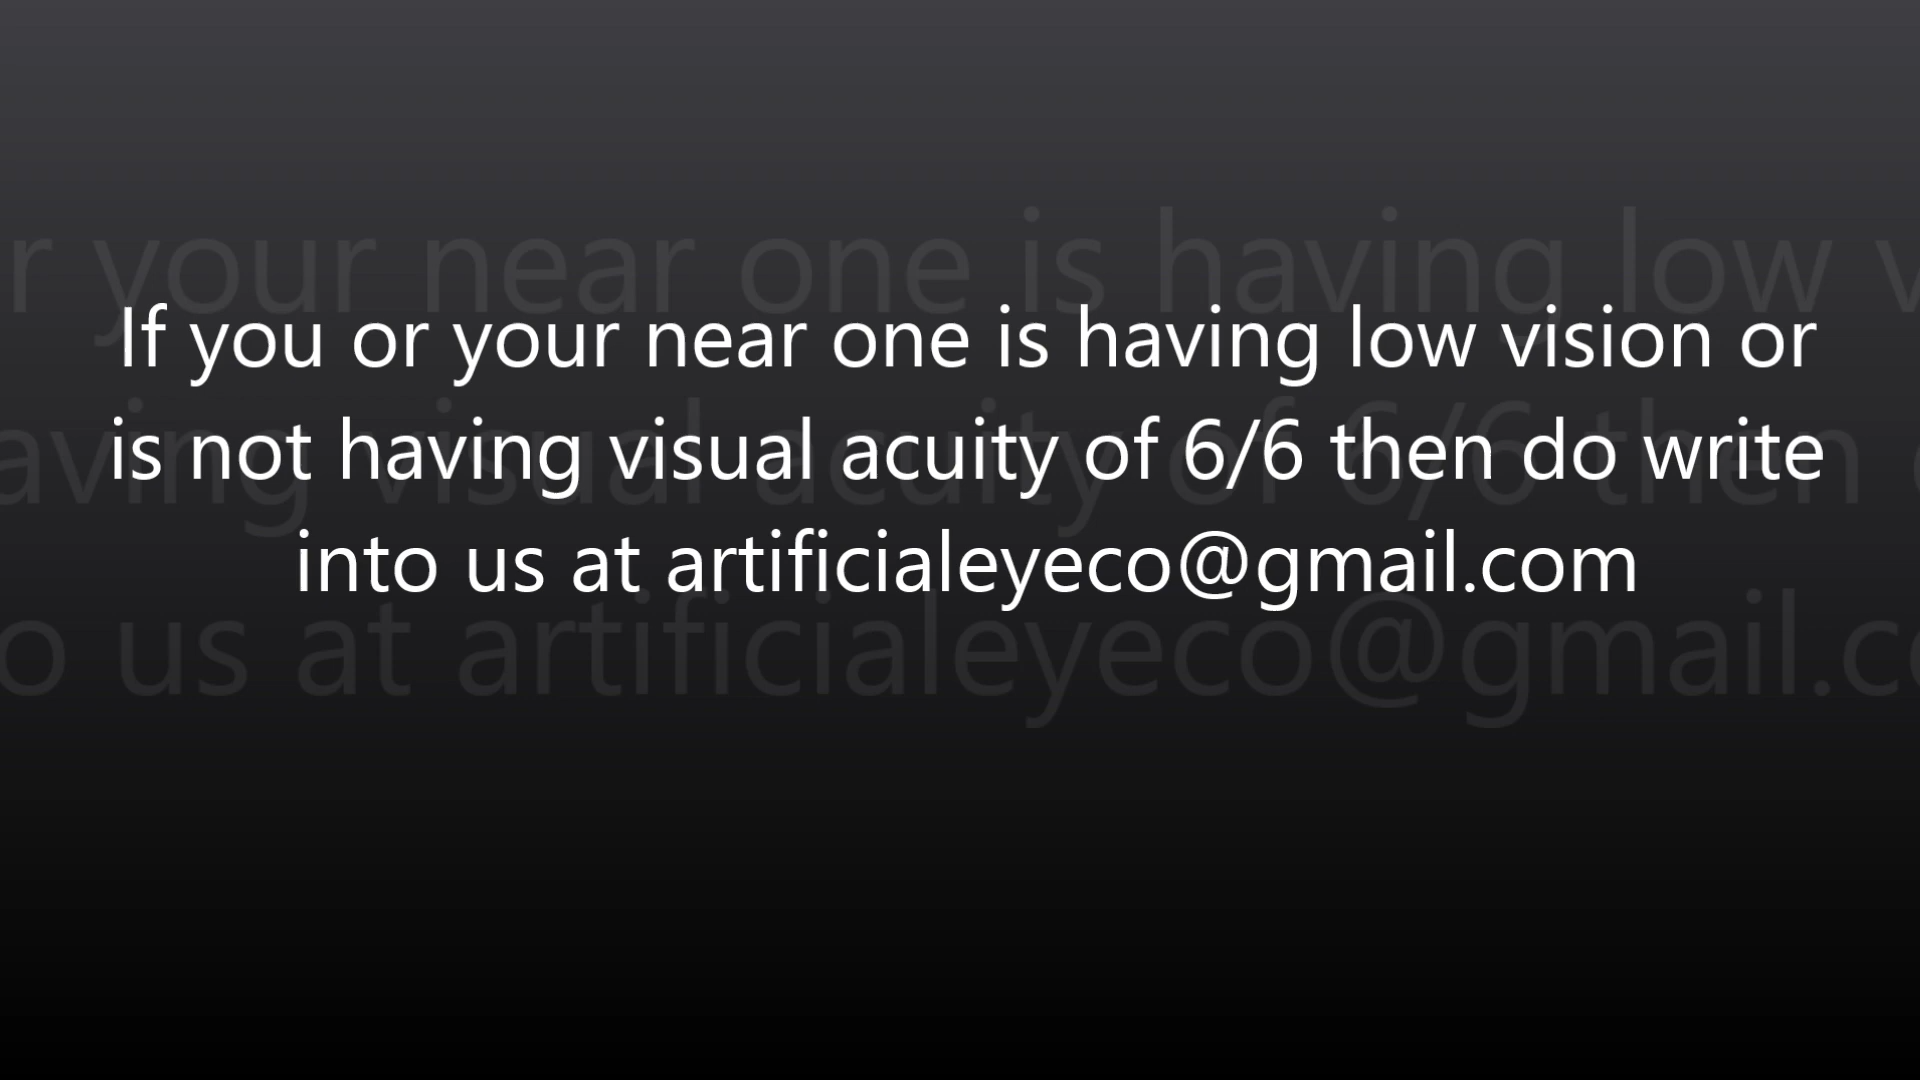 If you or your near one is having low vision or
is not having visual acuity of 6/6 then do write
into us at artificialeyeco@gmail.com